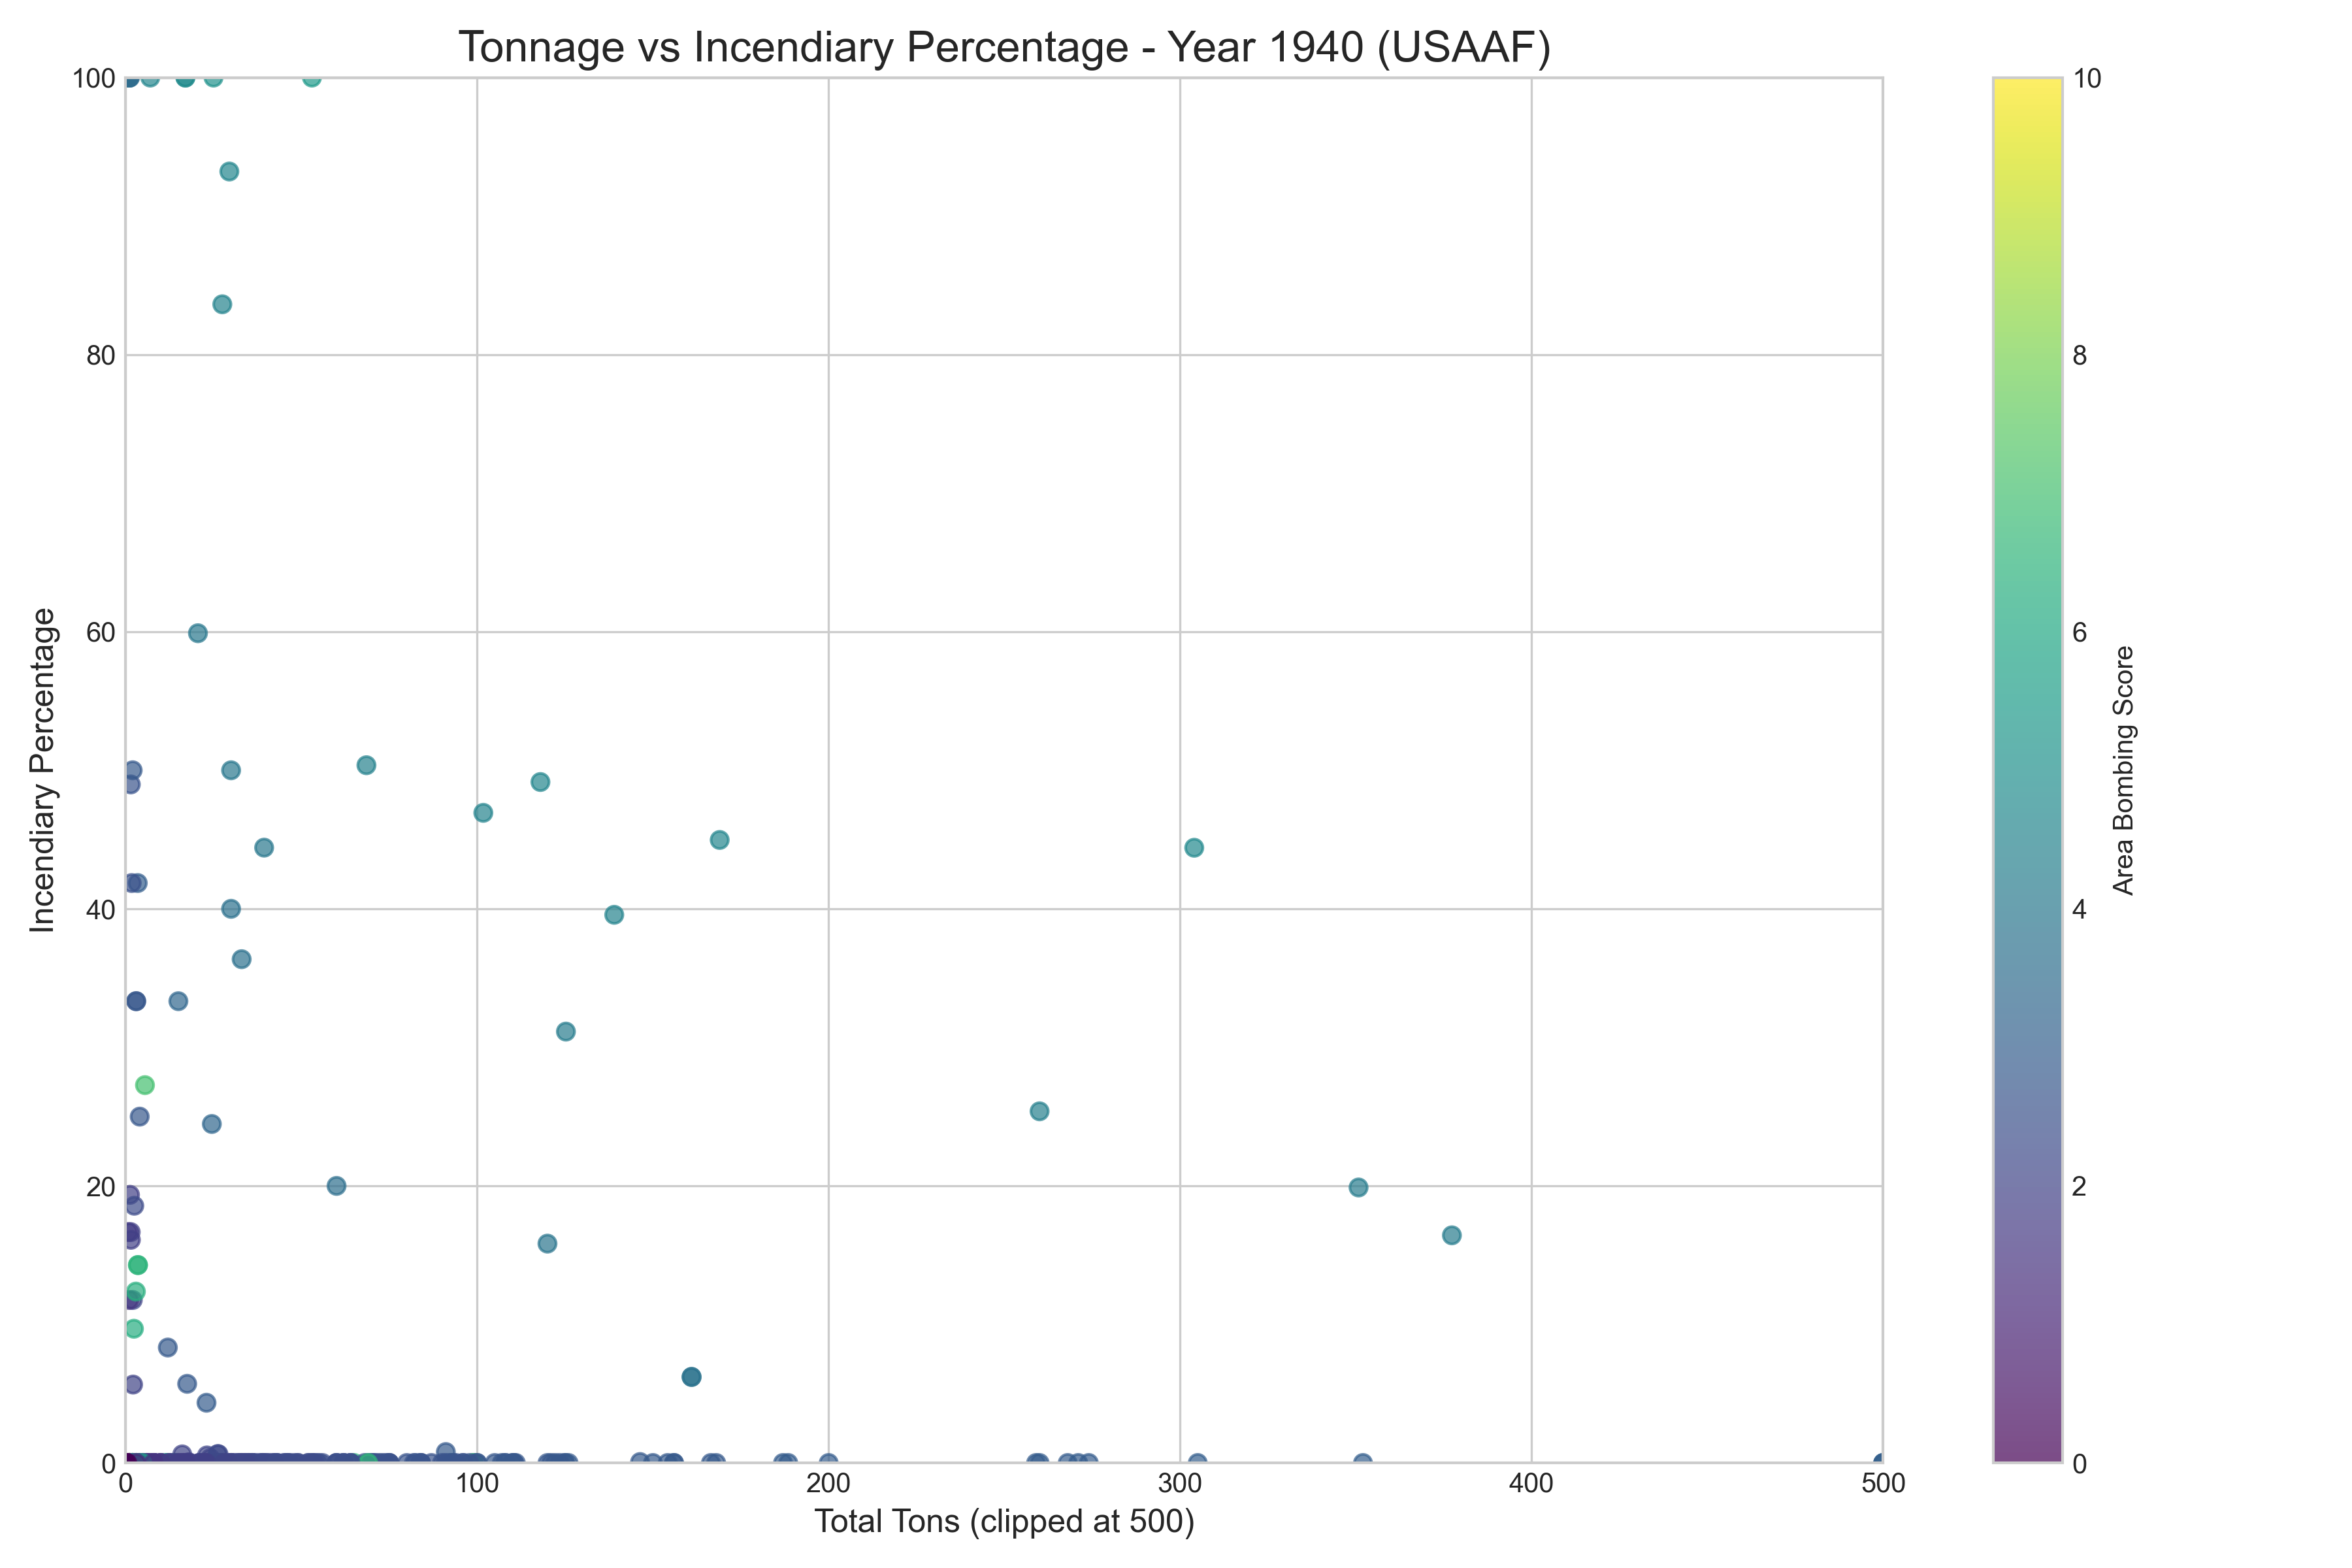 Tonnage vs Incendiary Percentage - Year 1940 (USAAF)
100
80
60
40
20
0
Incendiary Percentage
0 100 200 300 400 500
Total Tons (clipped at 500)
10
8
6
4
2
0
Area Bombing Score